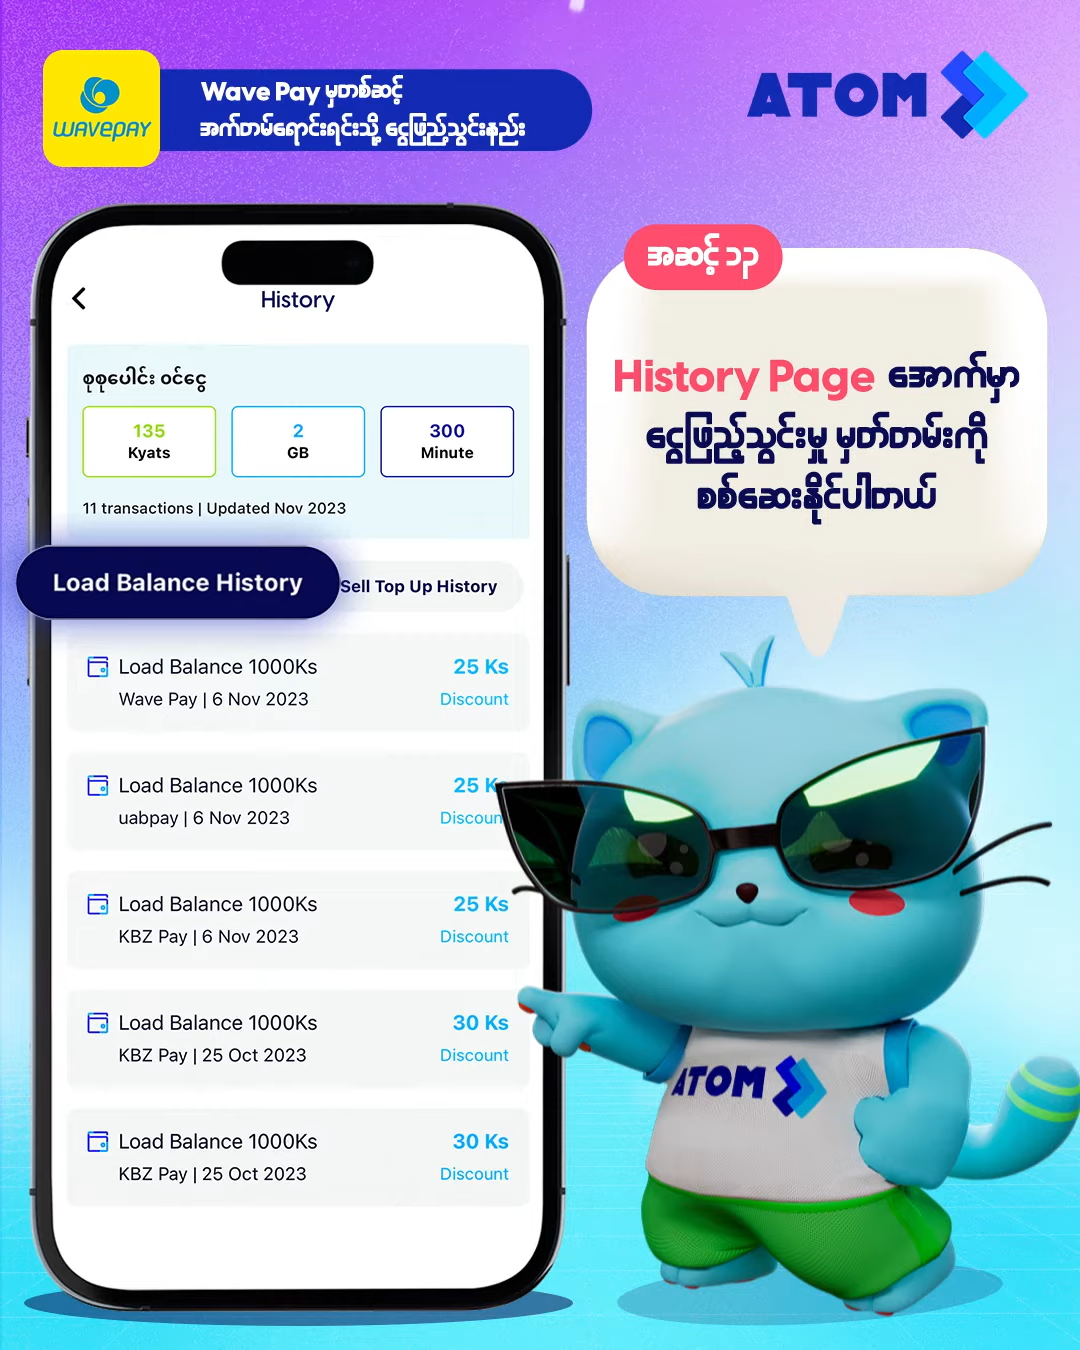 WAVEPAY
Wave Pay မှတစ်ဆင့်
အက်တမ်ရောင်းရင်းသို့ ငွေဖြည့်သွင်းနည်း
ATOM
History
စုစုပေါင်း ဝင်ငွေ
135
Kyats
2
GB
300
Minute
11 transactions | Updated Nov 2023
Load Balance History
Sell Top Up History
Load Balance 1000Ks
25 Ks
Wave Pay | 6 Nov 2023
Discount
Load Balance 1000Ks
25 K
uabpay | 6 Nov 2023
Discoun
Load Balance 1000Ks
25 Ks
KBZ Pay | 6 Nov 2023
Discount
Load Balance 1000Ks
30 Ks
KBZ Pay | 25 Oct 2023
Discount
Load Balance 1000Ks
30 Ks
KBZ Pay | 25 Oct 2023
Discount
အဆင့် ၁၃
History Page အောက်မှာ
ငွေဖြည့်သွင်းမှု မှတ်တမ်းကို
စစ်ဆေးနိုင်ပါတယ်
ATOM